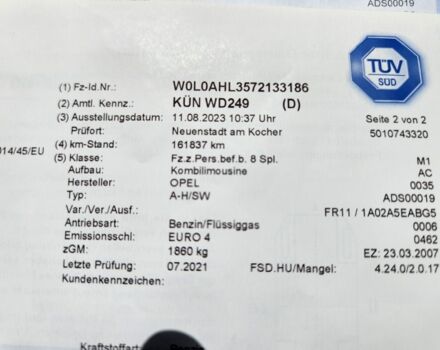 ADS00019
TÜV
SÜD
(1) Fz-Id.Nr.: W0L0AHL3572133186
(2) Amtl. Kennz.: KÜN WD249 (D)
(3) Ausstellungsdatum: 11.08.2023 10:37 Uhr Seite 2 von 2
Prüfort: Neuenstadt am Kocher 5010743320
(4) km-Stand: 161837 km
014/45/EU
(5) Klasse: Fz.z.Pers.bef.b. 8 Spl. M1
Aufbau: Kombilimousine AC
Hersteller: OPEL 0035
Typ: A-H/SW ADS00019
Var./Ver./Ausf.: FR11 / 1A02A5EABG5
Antriebsart: Benzin/Flüssiggas 0006
Emissionsschl.: EURO 4 0462
zGM: 1860 kg EZ: 23.03.2007
Letzte Prüfung: 07.2021 FSD.HU/Mangel: 4.24.0/2.0.17
Kundenkennzeichen:
Kraftstoffart